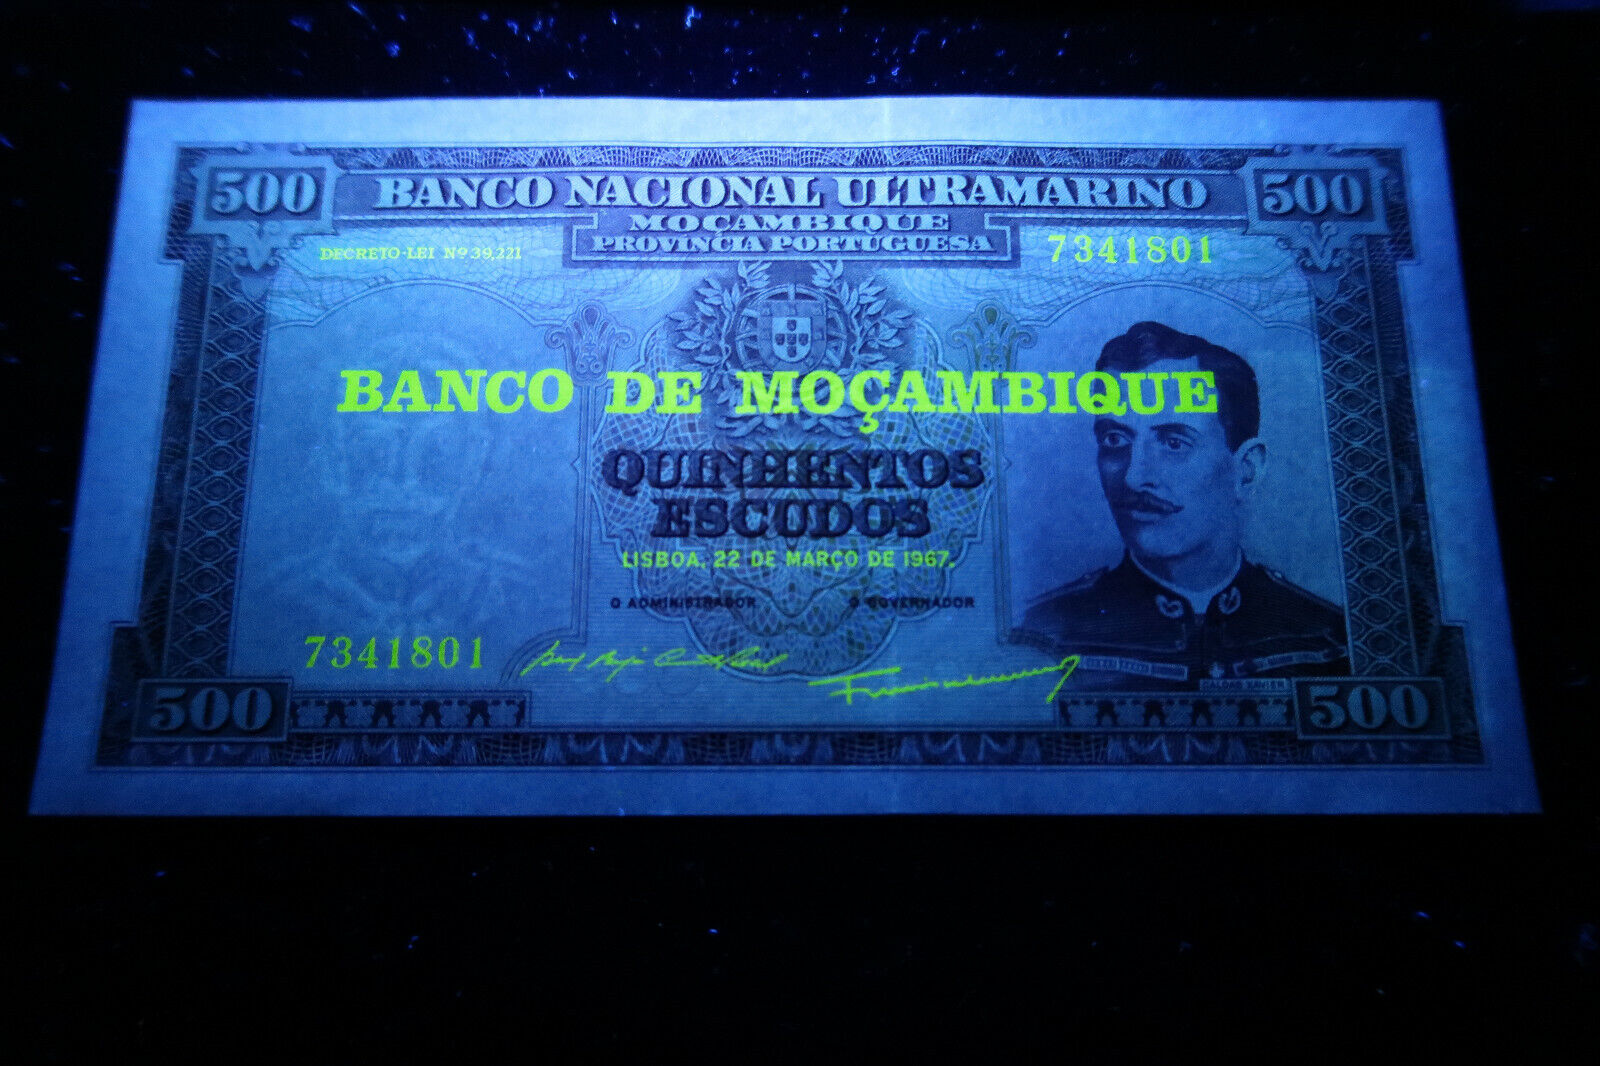 500 BANCO NACIONAL ULTRAMARINO 500
MOÇAMBIQUE
PROVINCIA PORTUGUESA
DECRETO-LEI Nº 39,221
7341801
BANCO DE MOÇAMBIQUE
QUINHENTOS
ESCUDOS
LISBOA, 22 DE MARÇO DE 1967.
O ADMINISTRADOR O GOVERNADOR
7341801
500 500